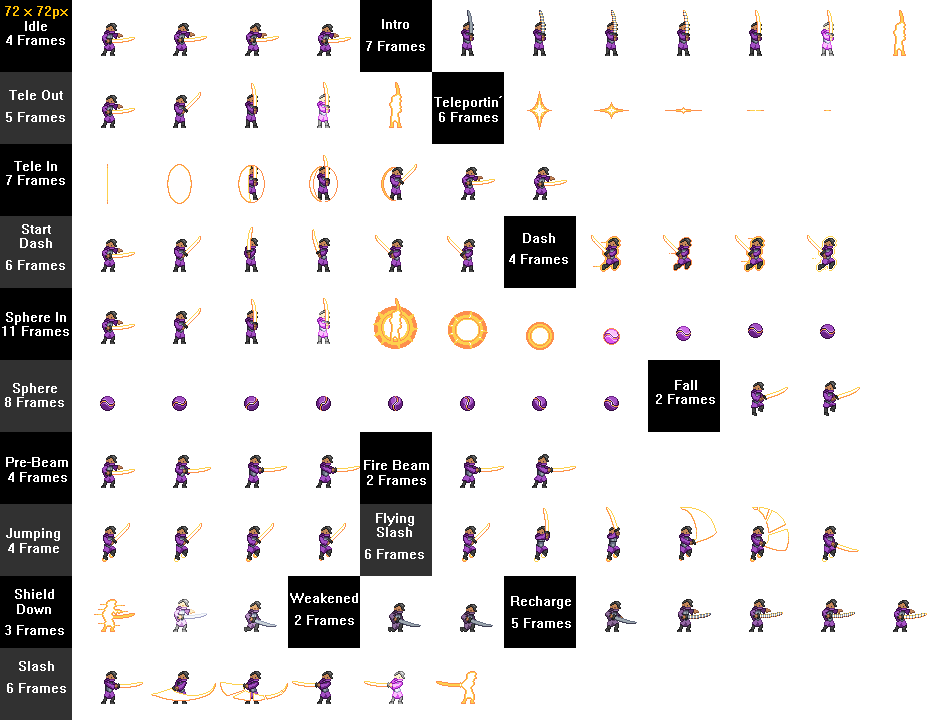 72 x 72px
Idle
4 Frames
Intro
7 Frames
Tele Out
5 Frames
Teleportin´
6 Frames
Tele In
7 Frames
Start
Dash
6 Frames
Dash
4 Frames
Sphere In
11 Frames
Sphere
8 Frames
Fall
2 Frames
Pre-Beam
4 Frames
Fire Beam
2 Frames
Jumping
4 Frame
Flying
Slash
6 Frames
Shield
Down
3 Frames
Weakened
2 Frames
Recharge
5 Frames
Slash
6 Frames